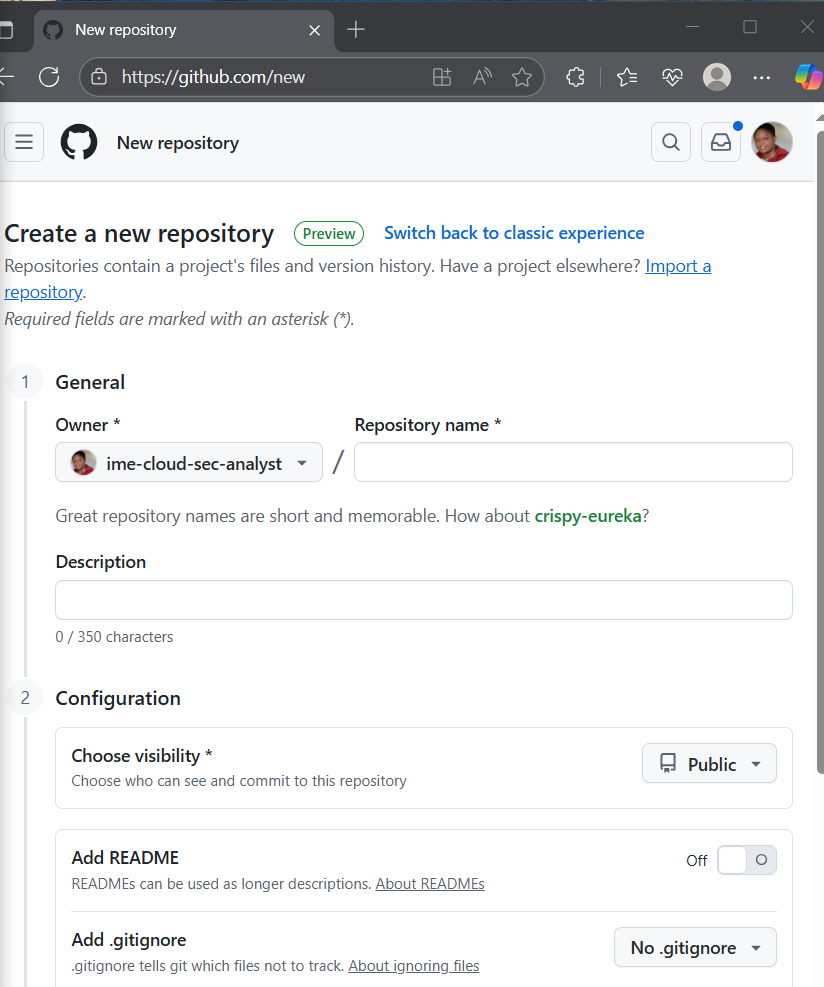 New repository
https://github.com/new
New repository
Create a new repository Preview Switch back to classic experience
Repositories contain a project's files and version history. Have a project elsewhere? Import a
repository.
Required fields are marked with an asterisk (*).
1 General
Owner * Repository name *
ime-cloud-sec-analyst /
Great repository names are short and memorable. How about crispy-eureka?
Description
0 / 350 characters
2 Configuration
Choose visibility * Public
Choose who can see and commit to this repository
Add README Off
READMEs can be used as longer descriptions. About READMEs
Add .gitignore No .gitignore
.gitignore tells git which files not to track. About ignoring files